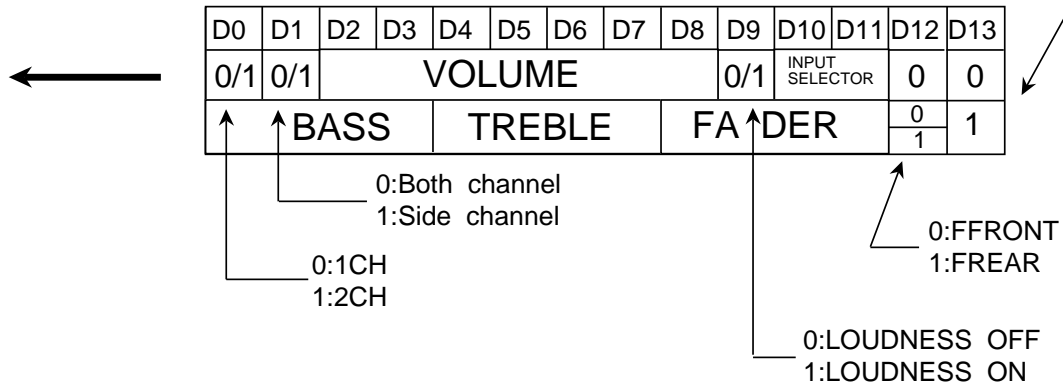 D0 D1 D2 D3 D4 D5 D6 D7 D8 D9 D10 D11 D12 D13
0/1 0/1 VOLUME 0/1 INPUT SELECTOR 0 0
BASS TREBLE FADER 0/1 1
0:Both channel
1:Side channel
0:FFRONT
1:FREAR
0:1CH
1:2CH
0:LOUDNESS OFF
1:LOUDNESS ON